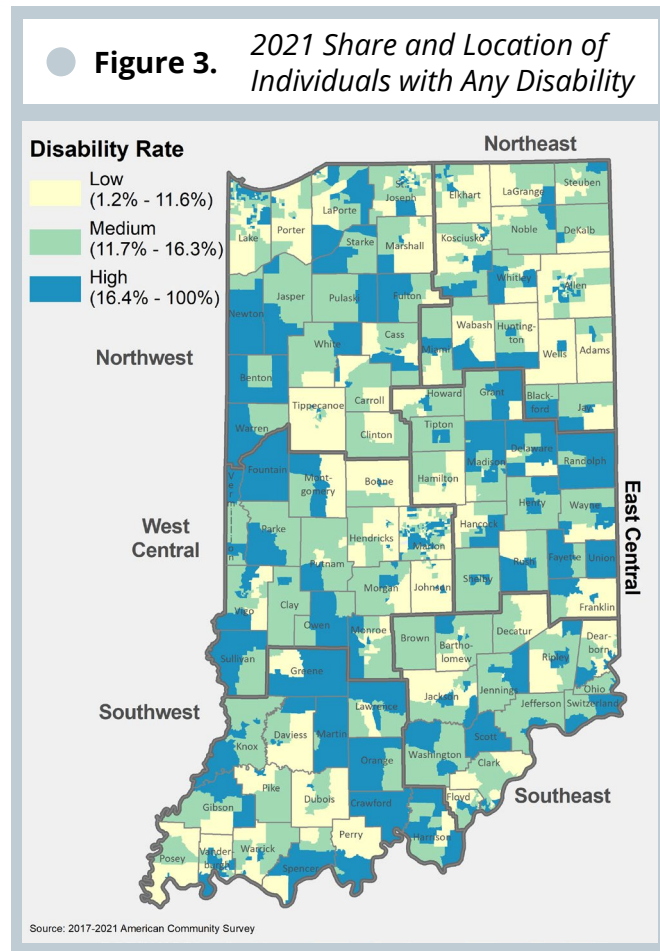 Figure 3.
2021 Share and Location of
Individuals with Any Disability
Disability Rate
Low
(1.2% - 11.6%)
Medium
(11.7% - 16.3%)
High
(16.4% - 100%)
Northeast
Northwest
West
Central
East Central
Southwest
Southeast
Lake
Porter
LaPorte
St.
Joseph
Elkhart
LaGrange
Steuben
Starke
Marshall
Kosciusko
Noble
DeKalb
Newton
Jasper
Pulaski
Fulton
Whitley
Allen
White
Cass
Miami
Wabash
Hunting-
ton
Wells
Adams
Benton
Tippecanoe
Carroll
Howard
Grant
Black-
ford
Jay
Warren
Clinton
Tipton
Delaware
Madison
Randolph
Fountain
Mont-
gomery
Boone
Hamilton
Henry
Wayne
Parke
Putnam
Hendricks
Marion
Hancock
Rush
Fayette
Union
Vigo
Clay
Owen
Morgan
Johnson
Shelby
Franklin
Sullivan
Greene
Monroe
Brown
Bartho-
lomew
Decatur
Ripley
Dear-
born
Ohio
Switzerland
Jennings
Jefferson
Jackson
Lawrence
Knox
Daviess
Martin
Orange
Washington
Scott
Clark
Gibson
Pike
Dubois
Crawford
Floyd
Harrison
Posey
Vander-
burgh
Warrick
Spencer
Perry
Source: 2017-2021 American Community Survey